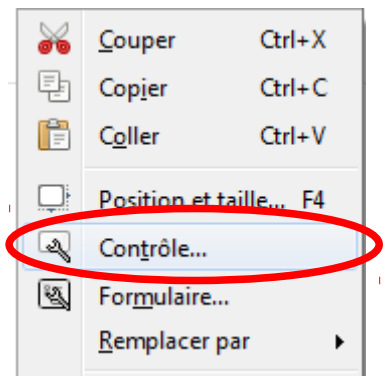 Couper Ctrl+X
Copier Ctrl+C
Coller Ctrl+V
Position et taille... F4
Contrôle...
Formulaire...
Remplacer par